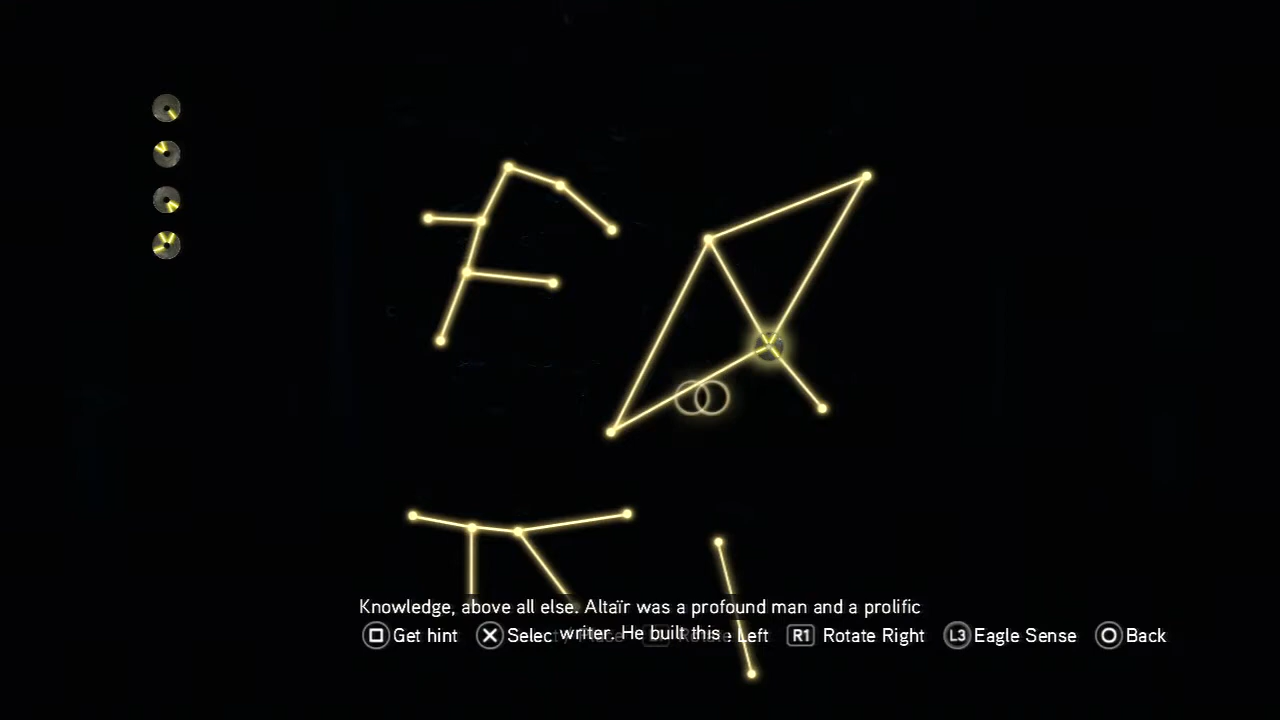 Knowledge, above all else. Altaïr was a profound man and a prolific
writer. He built this
Get hint Select Left R1 Rotate Right L3 Eagle Sense Back